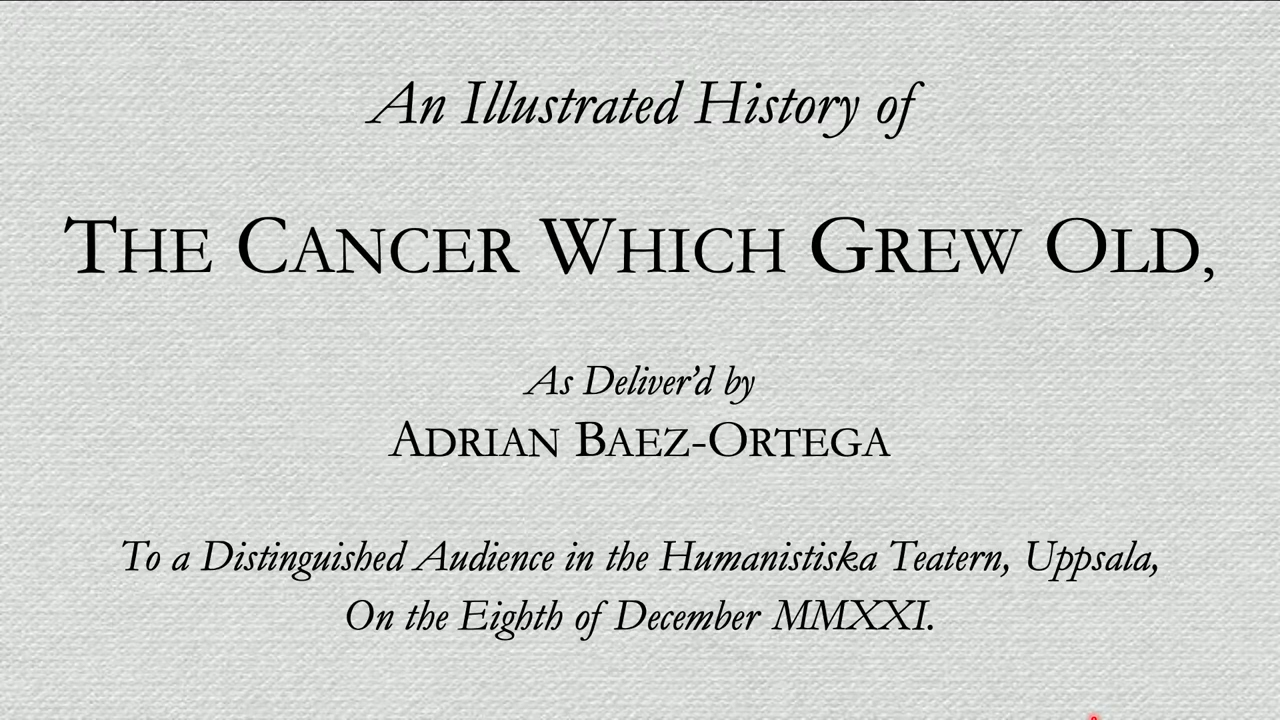 An Illustrated History of
The Cancer Which Grew Old,
As Deliver’d by
Adrian Baez-Ortega
To a Distinguished Audience in the Humanistiska Teatern, Uppsala,
On the Eighth of December MMXXI.